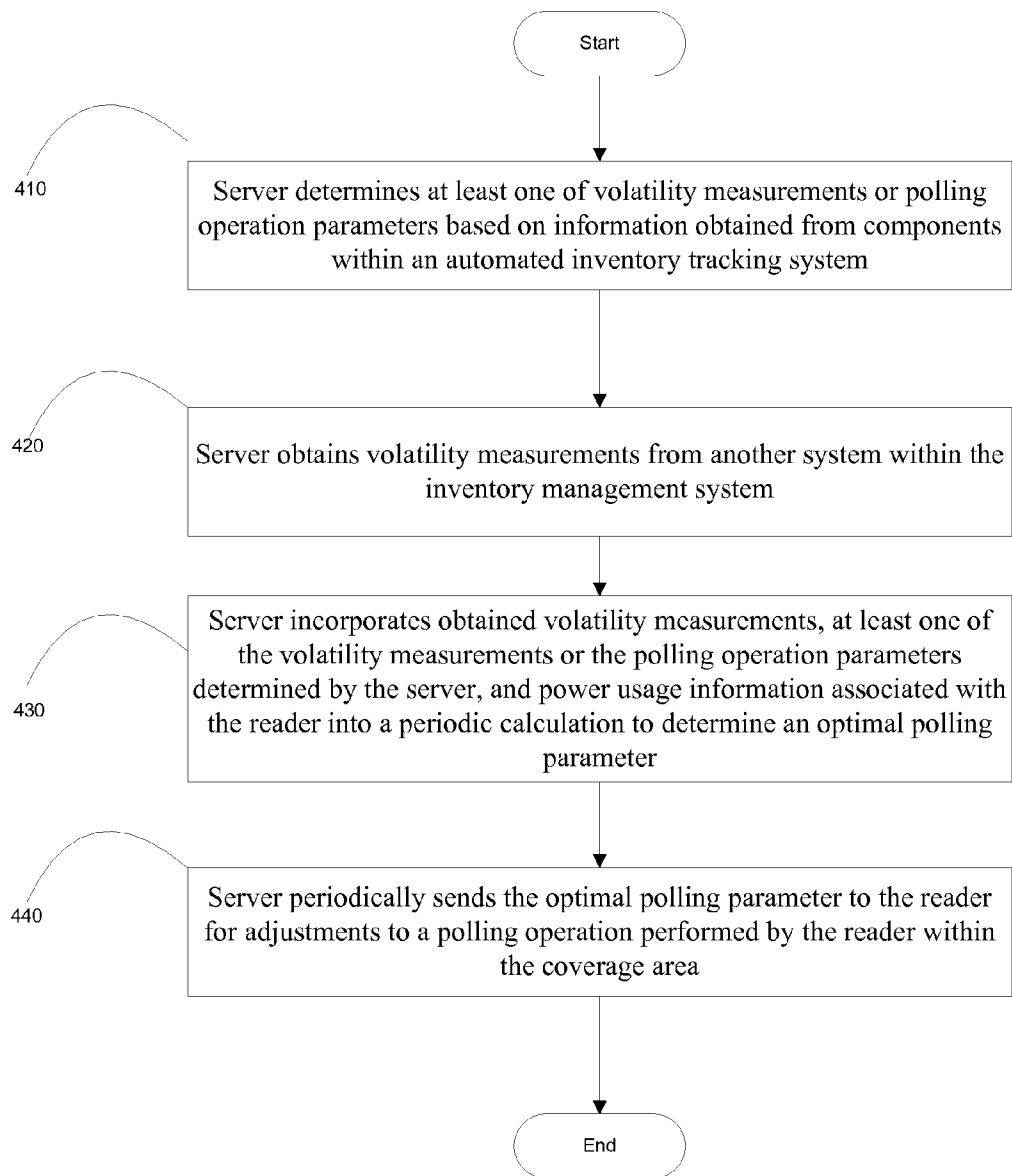 Start
410
Server determines at least one of volatility measurements or polling
operation parameters based on information obtained from components
within an automated inventory tracking system
420
Server obtains volatility measurements from another system within the
inventory management system
430
Server incorporates obtained volatility measurements, at least one of
the volatility measurements or the polling operation parameters
determined by the server, and power usage information associated with
the reader into a periodic calculation to determine an optimal polling
parameter
440
Server periodically sends the optimal polling parameter to the reader
for adjustments to a polling operation performed by the reader within
the coverage area
End